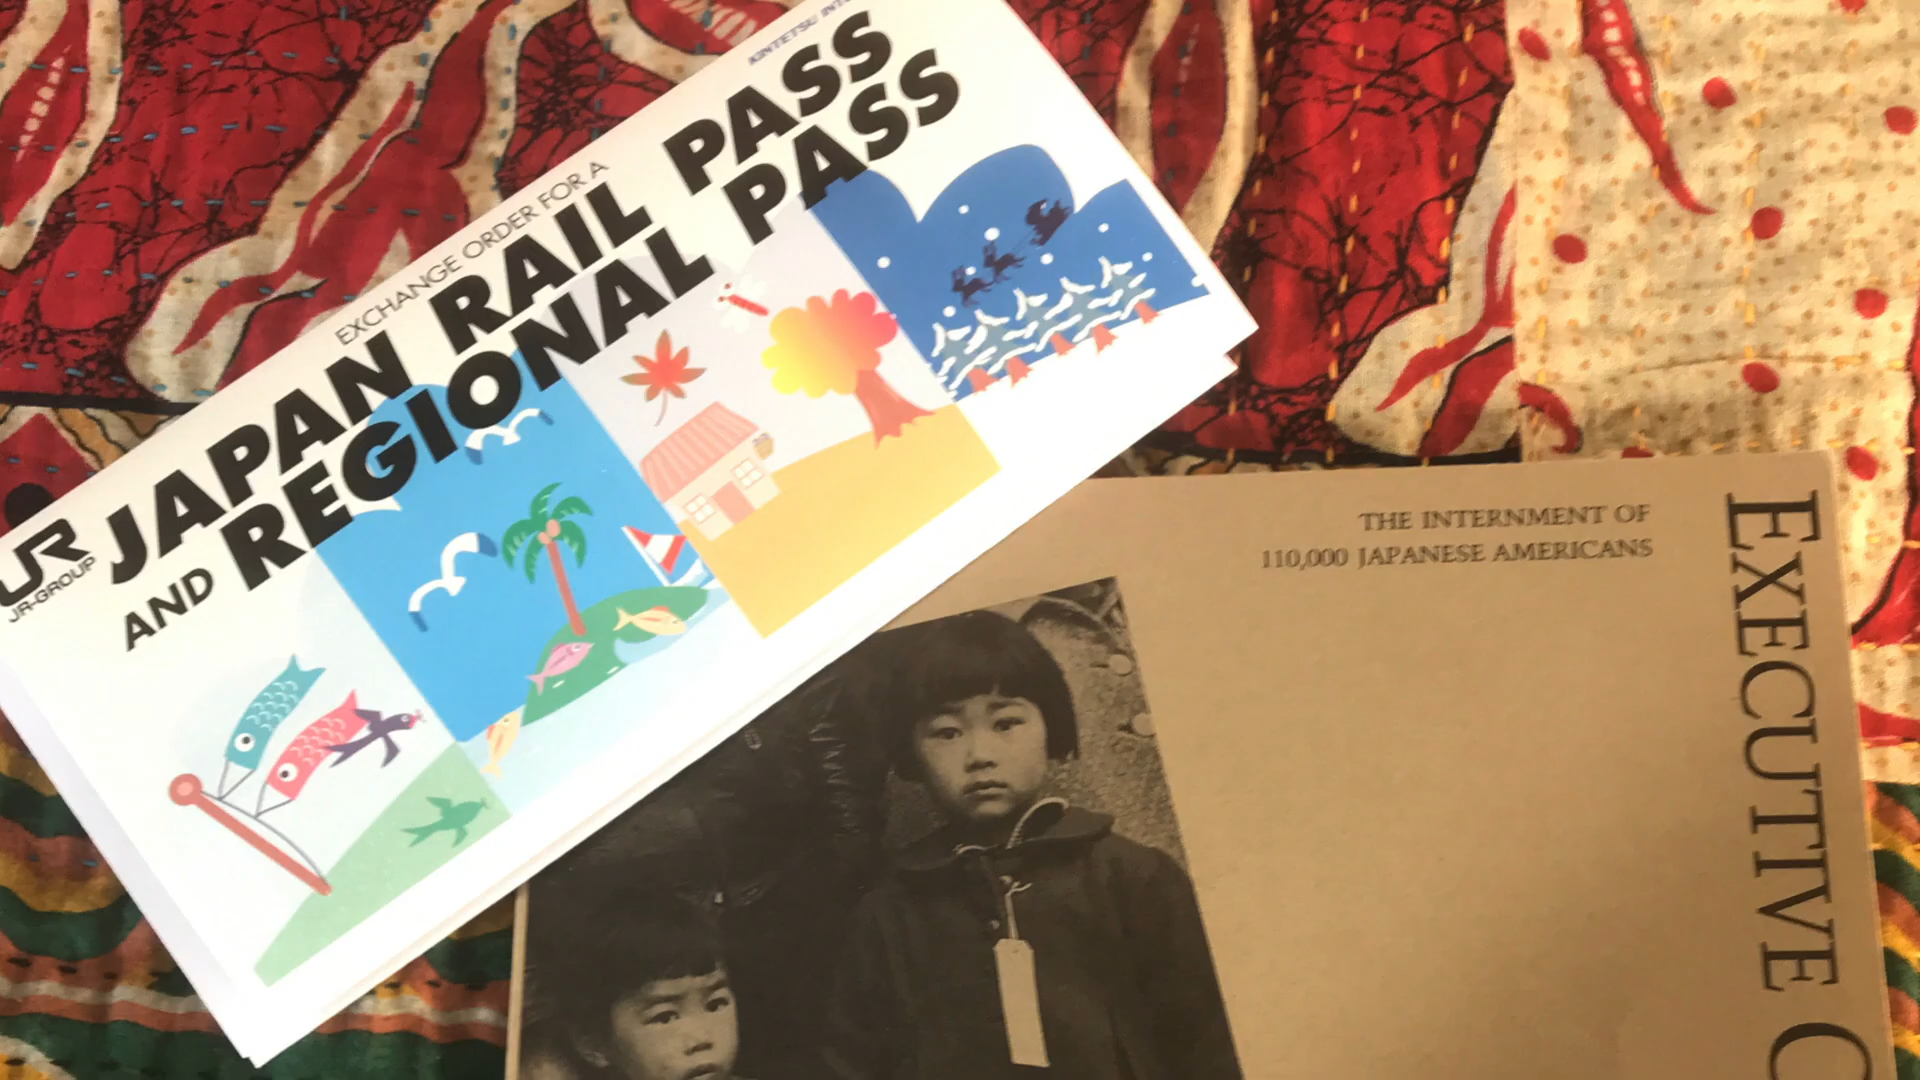 KINTETSU INT
EXCHANGE ORDER FOR A
JAPAN RAIL PASS
AND REGIONAL PASS
JR
JR-GROUP
THE INTERNMENT OF
110,000 JAPANESE AMERICANS
EXECUTIVE O